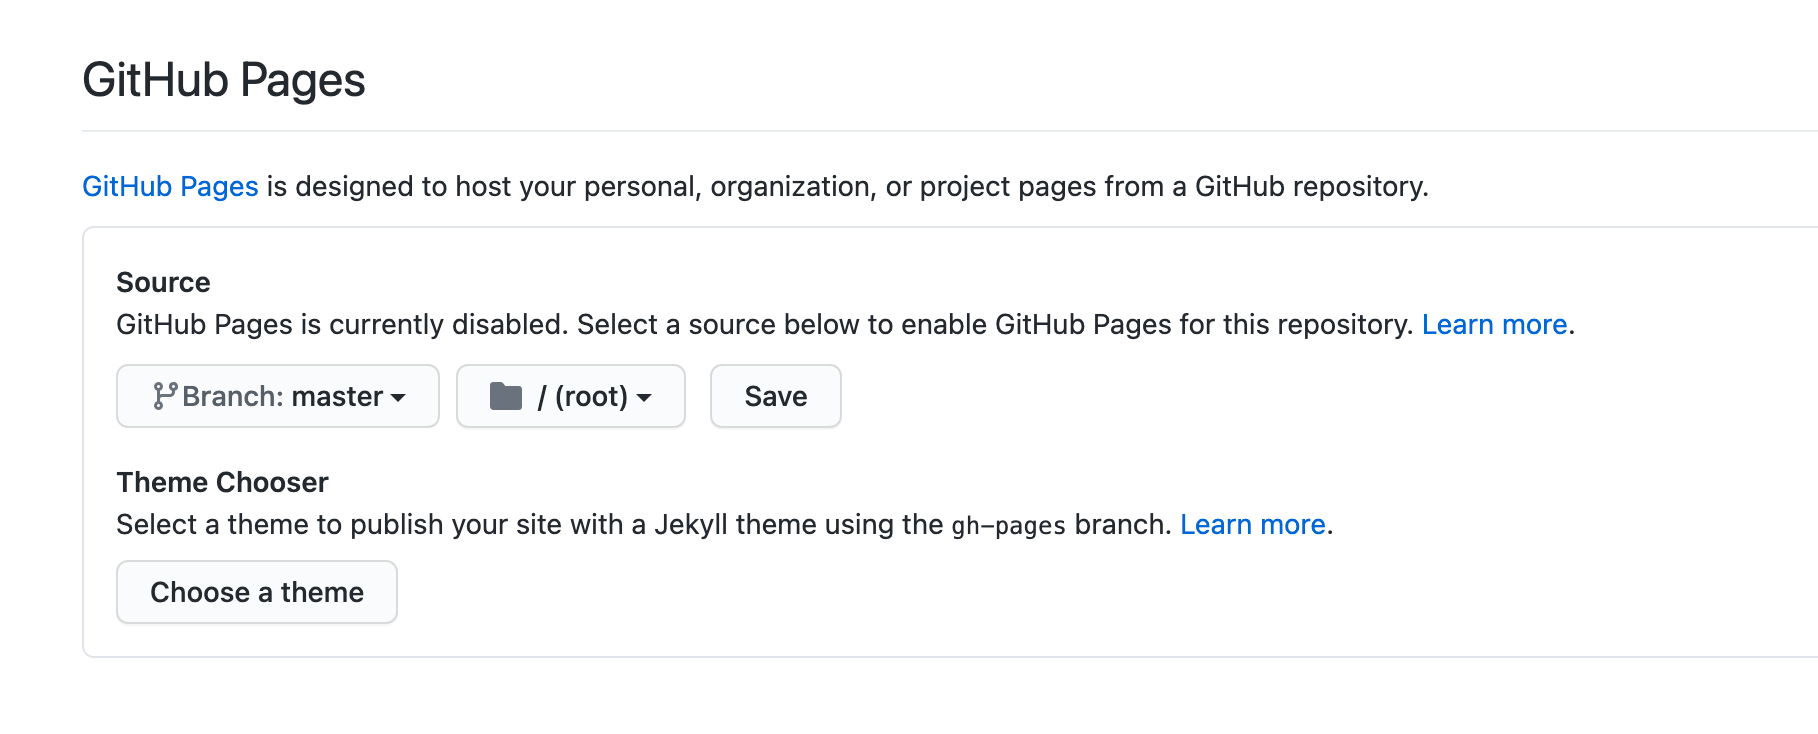 GitHub Pages
GitHub Pages is designed to host your personal, organization, or project pages from a GitHub repository.
Source
GitHub Pages is currently disabled. Select a source below to enable GitHub Pages for this repository. Learn more.
Branch: master / (root) Save
Theme Chooser
Select a theme to publish your site with a Jekyll theme using the gh-pages branch. Learn more.
Choose a theme